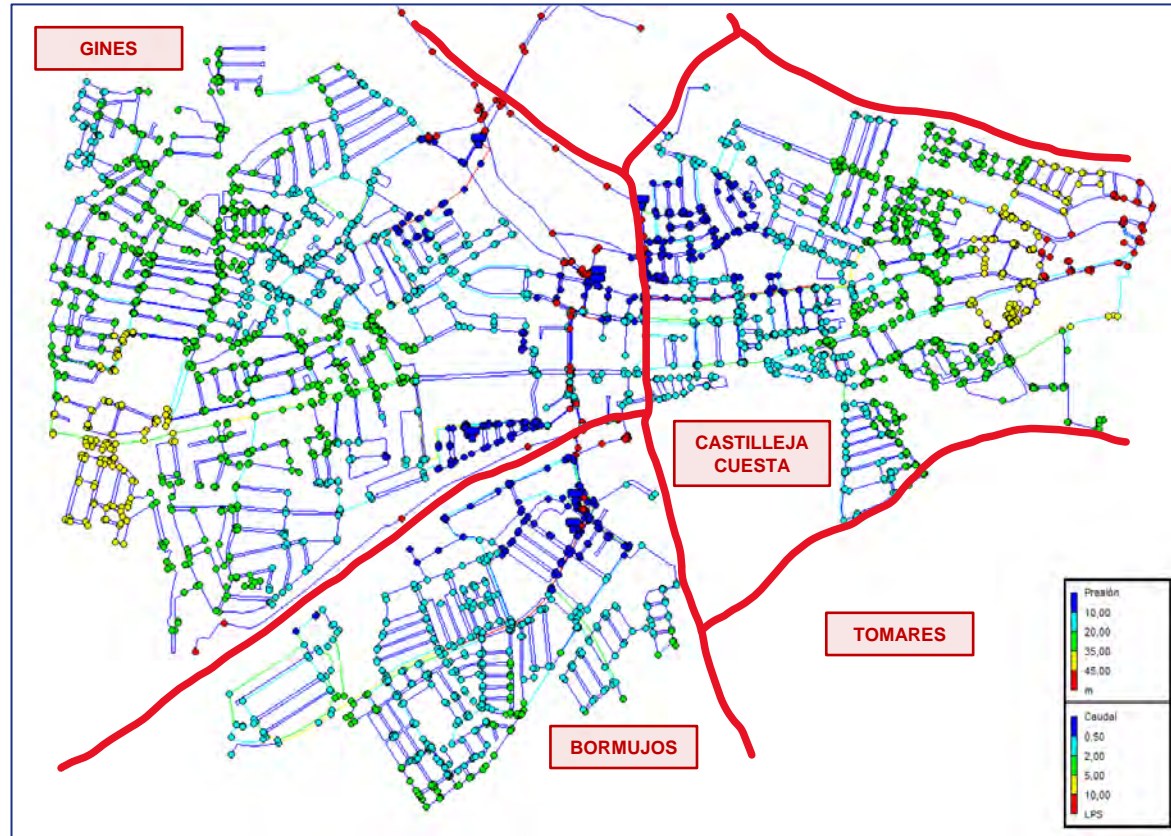 GINES
CASTILLEJA
CUESTA
TOMARES
BORMUJOS
Presión
10,00
20,00
35,00
45,00
m
Caudal
0,50
2,00
5,00
10,00
LPS